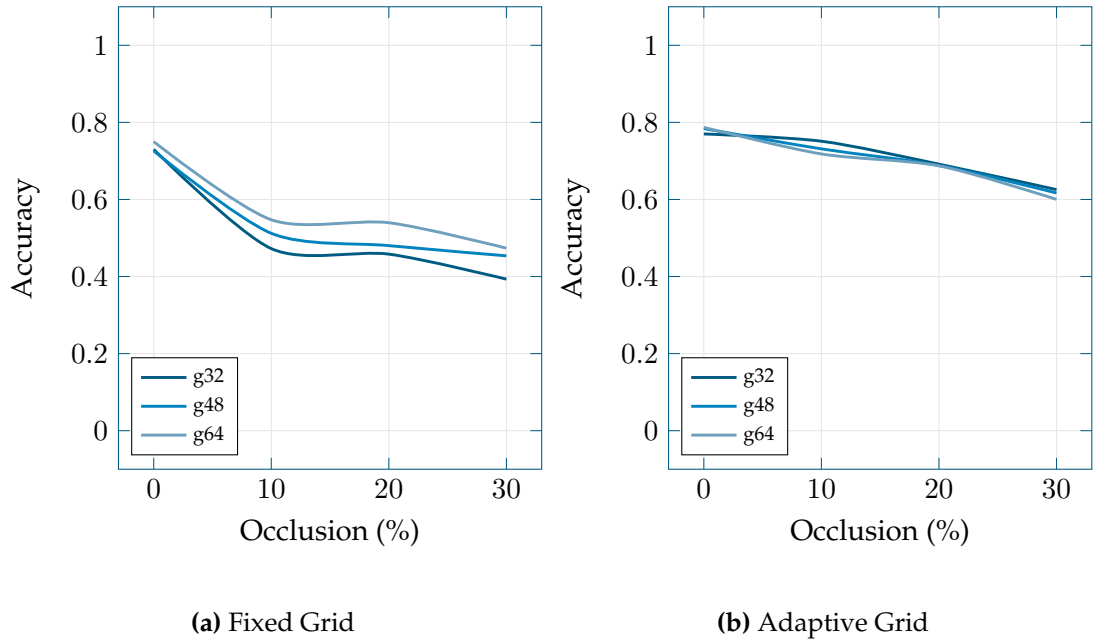 1
0.8
0.6
0.4
0.2
0
Accuracy
g32
g48
g64
0 10 20 30
Occlusion (%)
(a) Fixed Grid
1
0.8
0.6
0.4
0.2
0
Accuracy
g32
g48
g64
0 10 20 30
Occlusion (%)
(b) Adaptive Grid